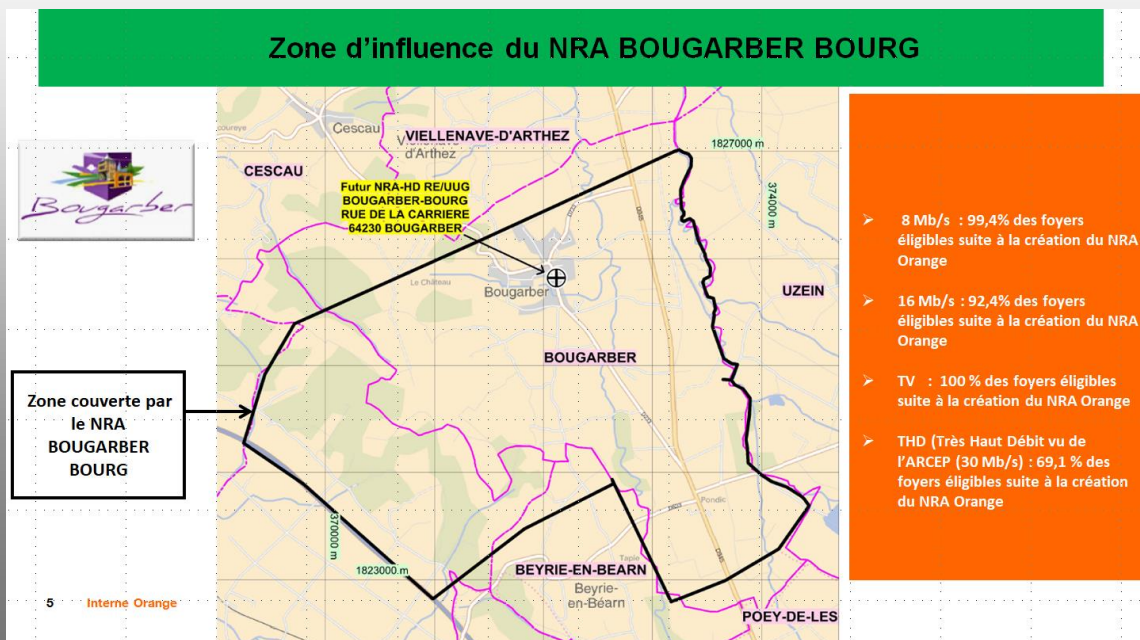 Zone d'influence du NRA BOUGARBER BOURG
Bougarber
Cescau
VIELLENAVE-D'ARTHEZ
d'Arthez
CESCAU
1827000 m
374000 m
Futur NRA-HD RE/UUG
BOUGARBER-BOURG
RUE DE LA CARRIERE
64230 BOUGARBER
Le Château
Bougarber
UZEIN
BOUGARBER
Zone couverte par
le NRA
BOUGARBER
BOURG
Pondic
370000 m
1823000 m
Tapie
BEYRIE-EN-BEARN
Beyrie-
en-Béarn
POEY-DE-LES
➢ 8 Mb/s : 99,4% des foyers
éligibles suite à la création du NRA
Orange
➢ 16 Mb/s : 92,4% des foyers
éligibles suite à la création du NRA
Orange
➢ TV : 100 % des foyers éligibles
suite à la création du NRA Orange
➢ THD (Très Haut Débit vu de
l'ARCEP (30 Mb/s) : 69,1 % des
foyers éligibles suite à la création
du NRA Orange
5 Interne Orange